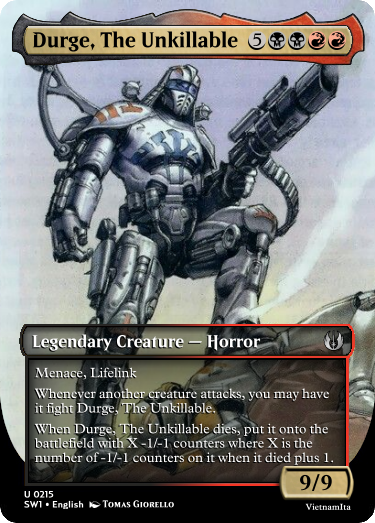 Durge, The Unkillable 5
Legendary Creature — Horror
Menace, Lifelink
Whenever another creature attacks, you may have
it fight Durge, The Unkillable.
When Durge, The Unkillable dies, put it onto the
battlefield with X -1/-1 counters where X is the
number of -1/-1 counters on it when it died plus 1.
9/9
U 0215
SW1 • English Tomas Giorello
VietnamIta